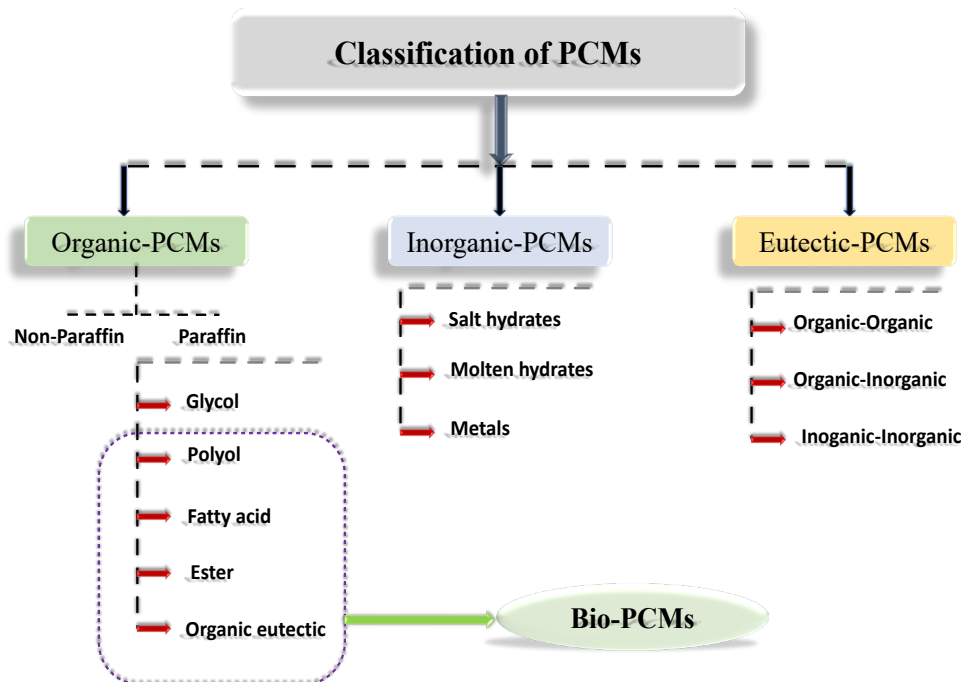 Classification of PCMs
Organic-PCMs
Inorganic-PCMs
Eutectic-PCMs
Non-Paraffin
Paraffin
Glycol
Polyol
Fatty acid
Ester
Organic eutectic
Salt hydrates
Molten hydrates
Metals
Organic-Organic
Organic-Inorganic
Inoganic-Inorganic
Bio-PCMs